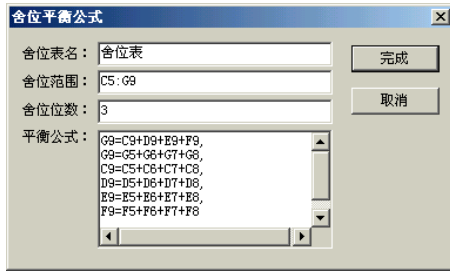 舍位平衡公式
舍位表名： 舍位表
完成
舍位范围： C5:G9
取消
舍位位数： 3
平衡公式：
G9=C9+D9+E9+F9,
G9=G5+G6+G7+G8,
C9=C5+C6+C7+C8,
D9=D5+D6+D7+D8,
E9=E5+E6+E7+E8,
F9=F5+F6+F7+F8